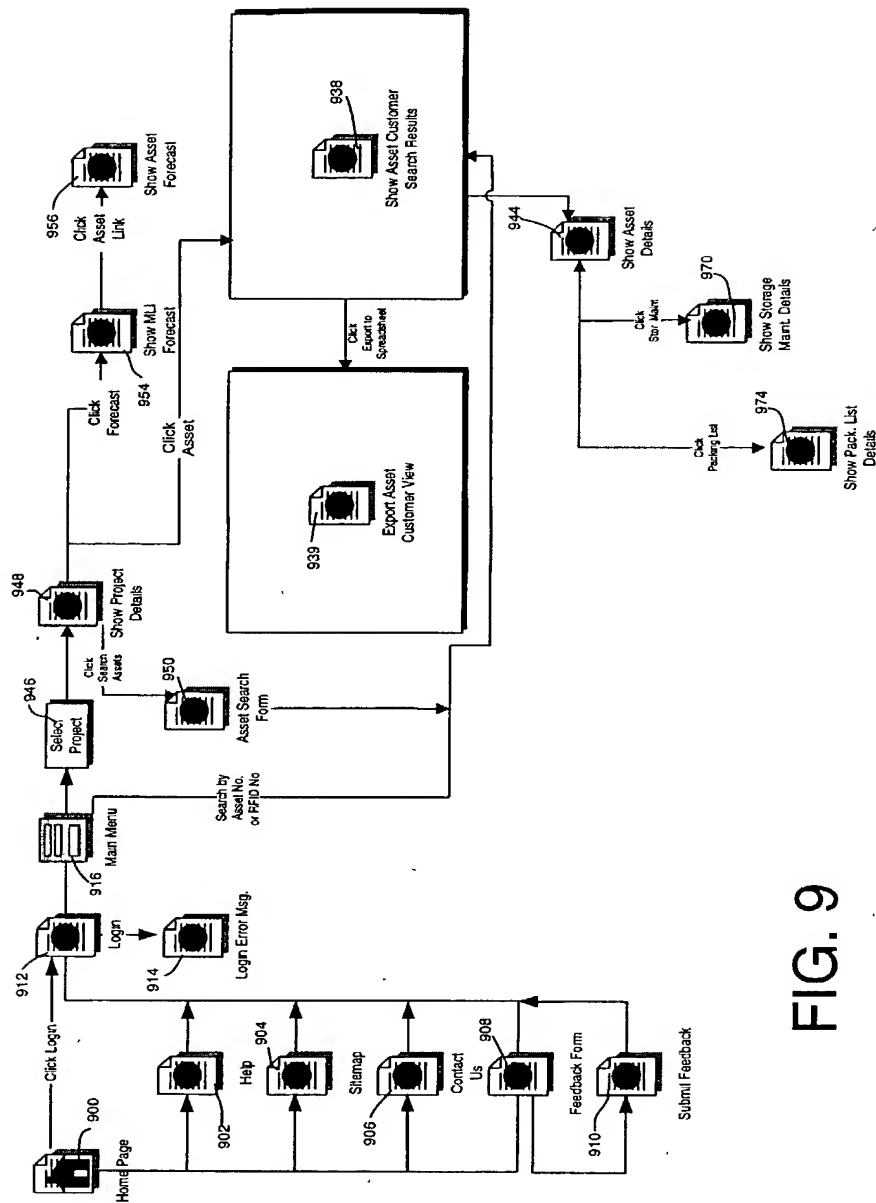 900
Home Page
Click Login
902
Help
904
Sitemap
906
Contact
Us
908
Feedback Form
910
Submit Feedback
912
Login
914
Login Error Msg.
916
Main Menu
946
Select
Project
948
Show Project
Details
Click
Search
Assets
950
Asset Search
Form
Search by
Asset No.
or RFID No
Click
Forecast
954
Show MLI
Forecast
Click
Asset
Link
956
Show Asset
Forecast
Click
Asset
938
Show Asset Customer
Search Results
Click
Export to
Spreadsheet
939
Export Asset
Customer View
944
Show Asset
Details
Click
Stor Maint
970
Show Storage
Maint. Details
Click
Packing List
974
Show Pack. List
Details
FIG. 9